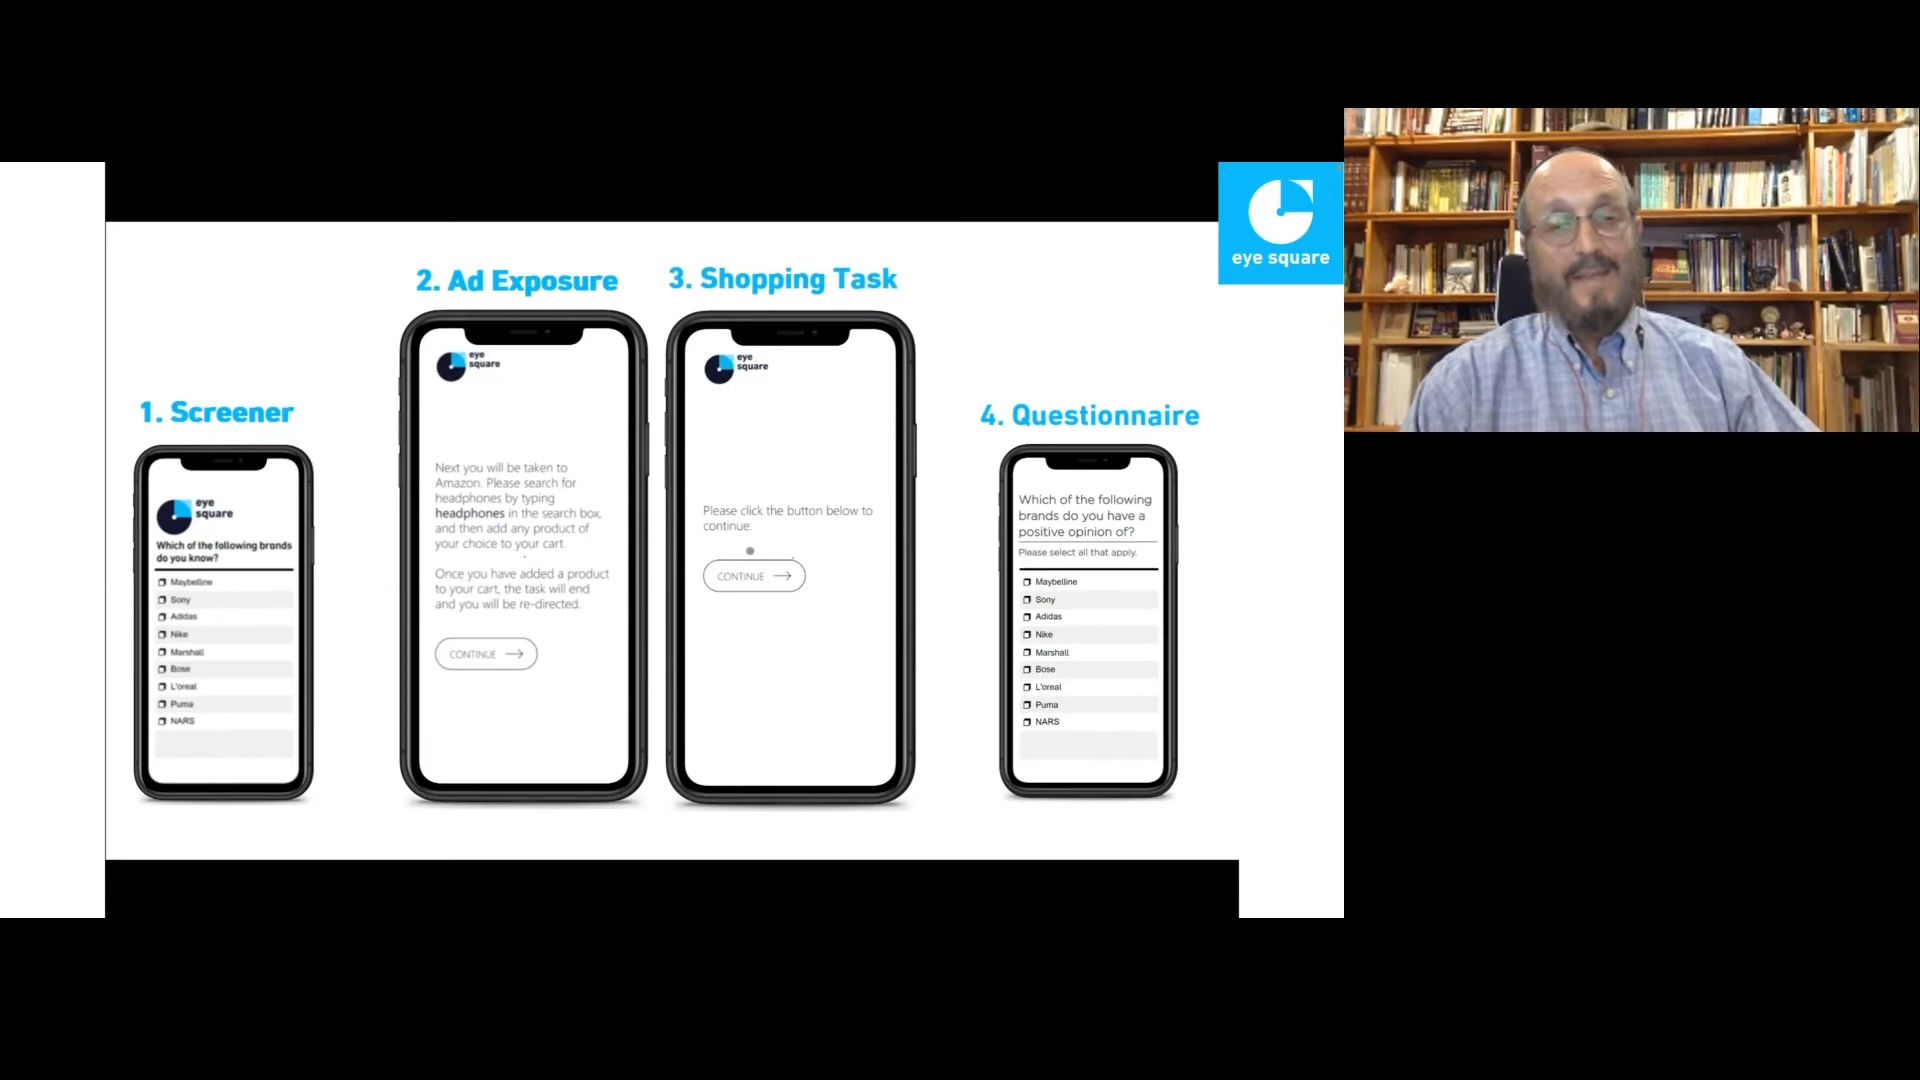 eye square
1. Screener
eye
square
Which of the following brands
do you know?
Maybelline
Sony
Adidas
Nike
Marshall
Bose
L'oreal
Puma
NARS
2. Ad Exposure
eye
square
Next you will be taken to
Amazon. Please search for
headphones by typing
headphones in the search box,
and then add any product of
your choice to your cart.
Once you have added a product
to your cart, the task will end
and you will be re-directed.
CONTINUE
3. Shopping Task
eye
square
Please click the button below to
continue.
CONTINUE
4. Questionnaire
Which of the following
brands do you have a
positive opinion of?
Please select all that apply.
Maybelline
Sony
Adidas
Nike
Marshall
Bose
L'oreal
Puma
NARS